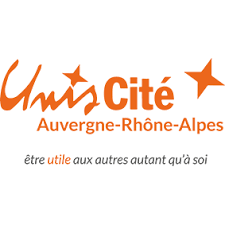 Unis Cité
Auvergne-Rhône-Alpes
être utile aux autres autant qu'à soi